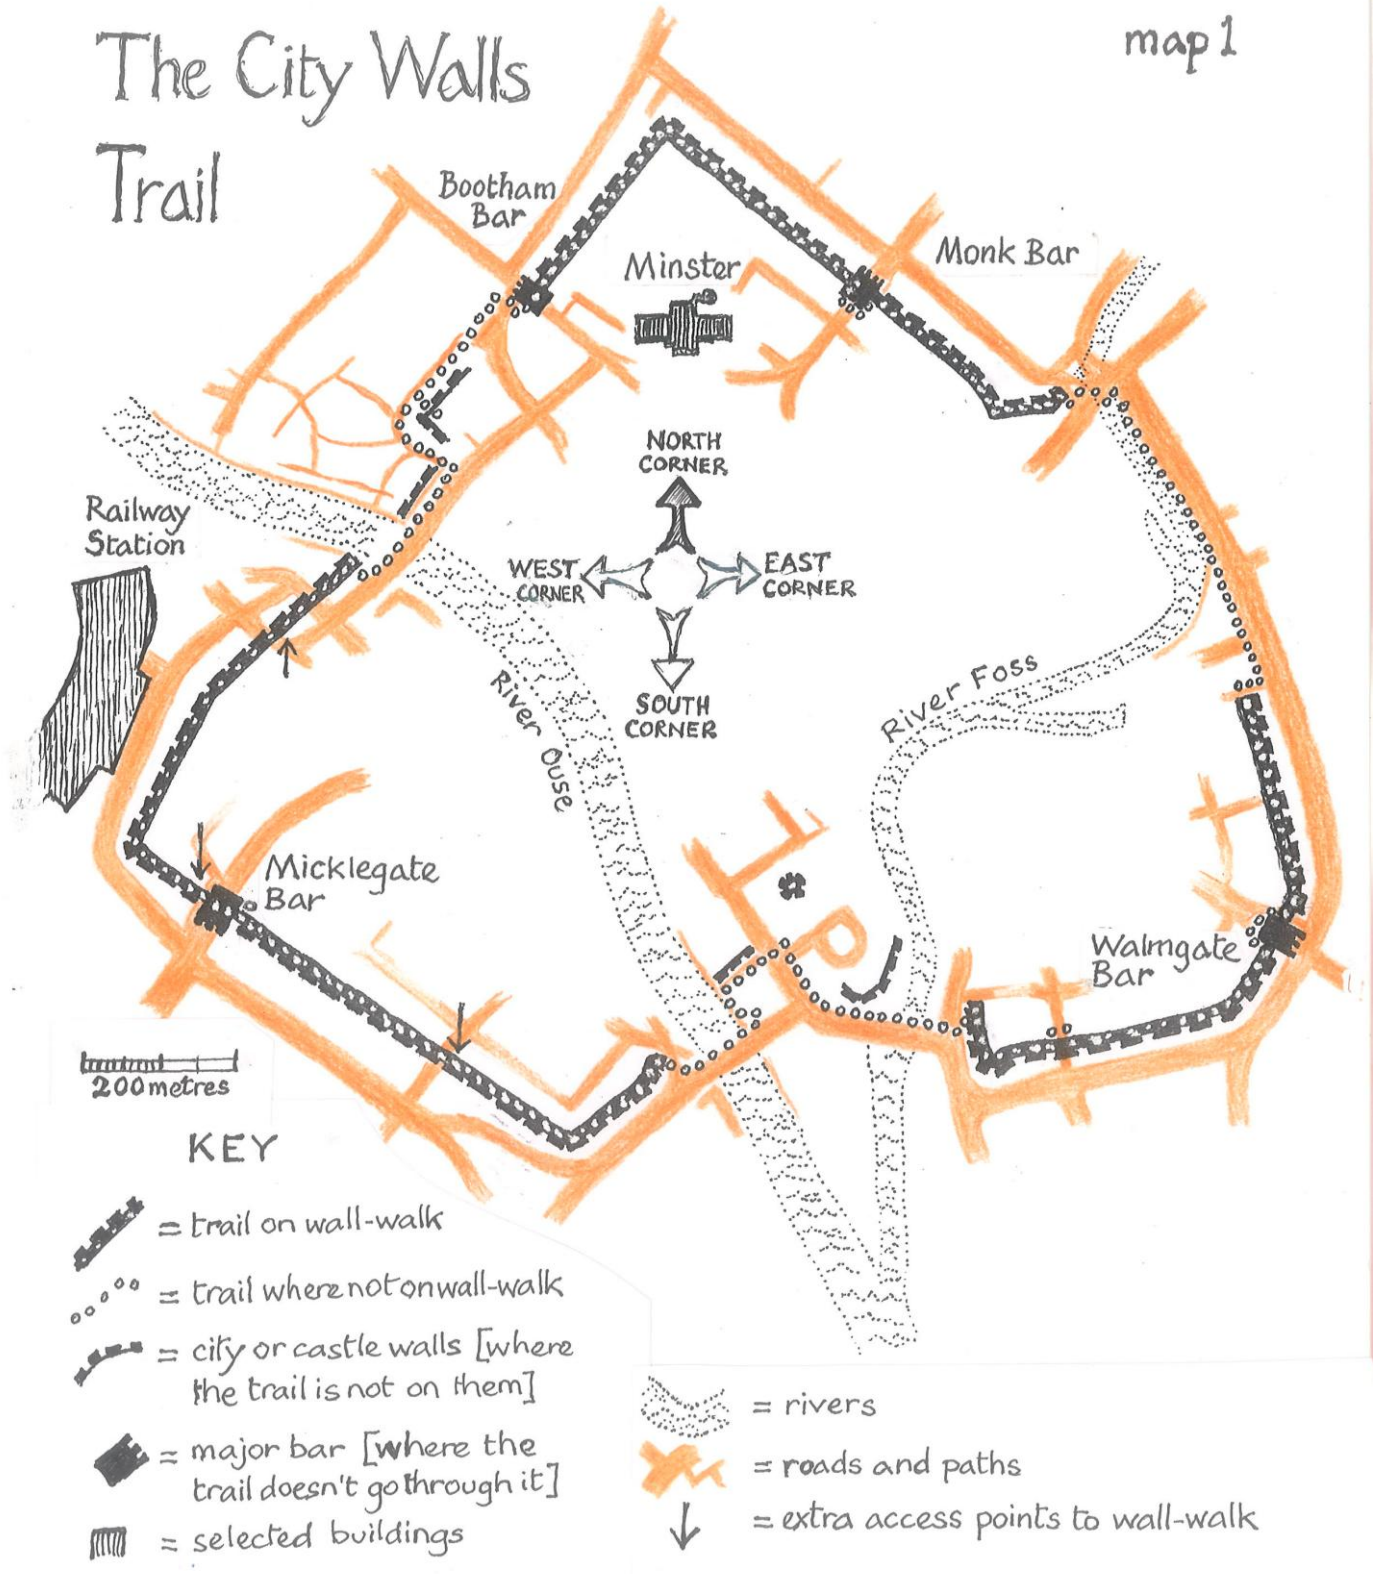 The City Walls
Trail
map 1
Bootham
Bar
Minster
Monk Bar
NORTH
CORNER
WEST
CORNER
EAST
CORNER
SOUTH
CORNER
Railway
Station
River Ouse
River Foss
Micklegate
Bar
Walmgate
Bar
200 metres
KEY
= trail on wall-walk
= trail where not on wall-walk
= city or castle walls [where
the trail is not on them]
= major bar [where the
trail doesn't go through it]
= selected buildings
= rivers
= roads and paths
= extra access points to wall-walk